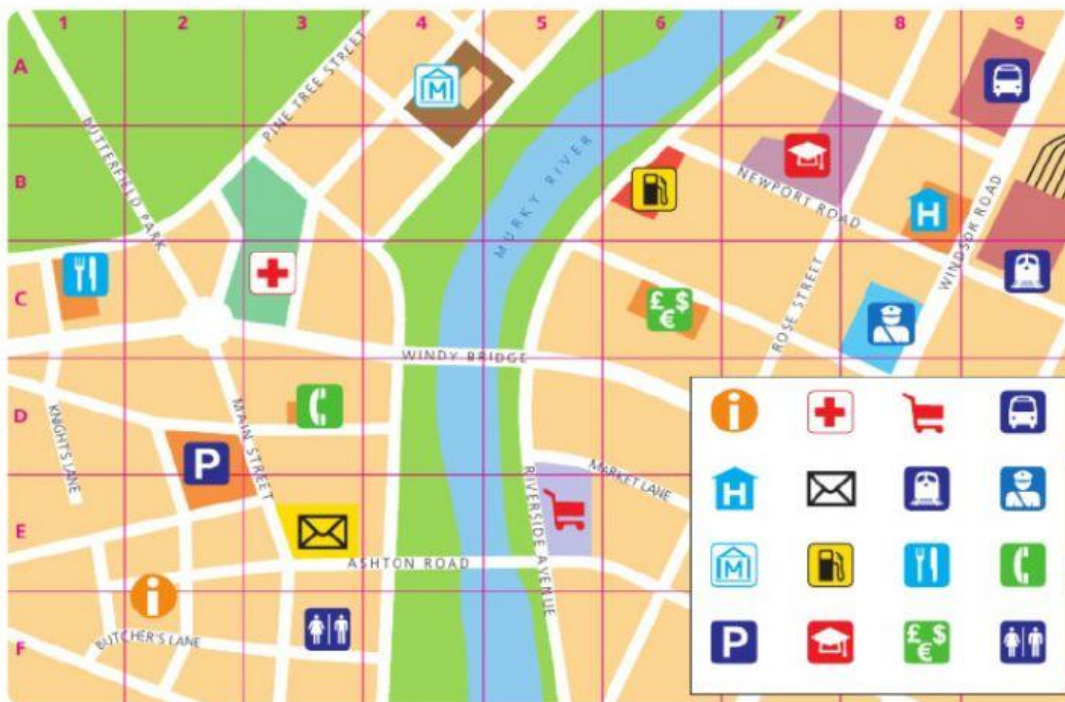 1 2 3 4 5 6 7 8 9
A
PINE TREE STREET
M
BUTTERFIELD PARK
MURKY RIVER
B
NEWPORT ROAD
H
WINDSOR ROAD
C
£ $
€
ROSE STREET
WINDY BRIDGE
D
KNIGHTS LANE
MAIN STREET
P
MARKET LANE
RIVERSIDE AVENUE
E
ASHTON ROAD
i
BUTCHER'S LANE
F
i
H
M
P
£ $
€